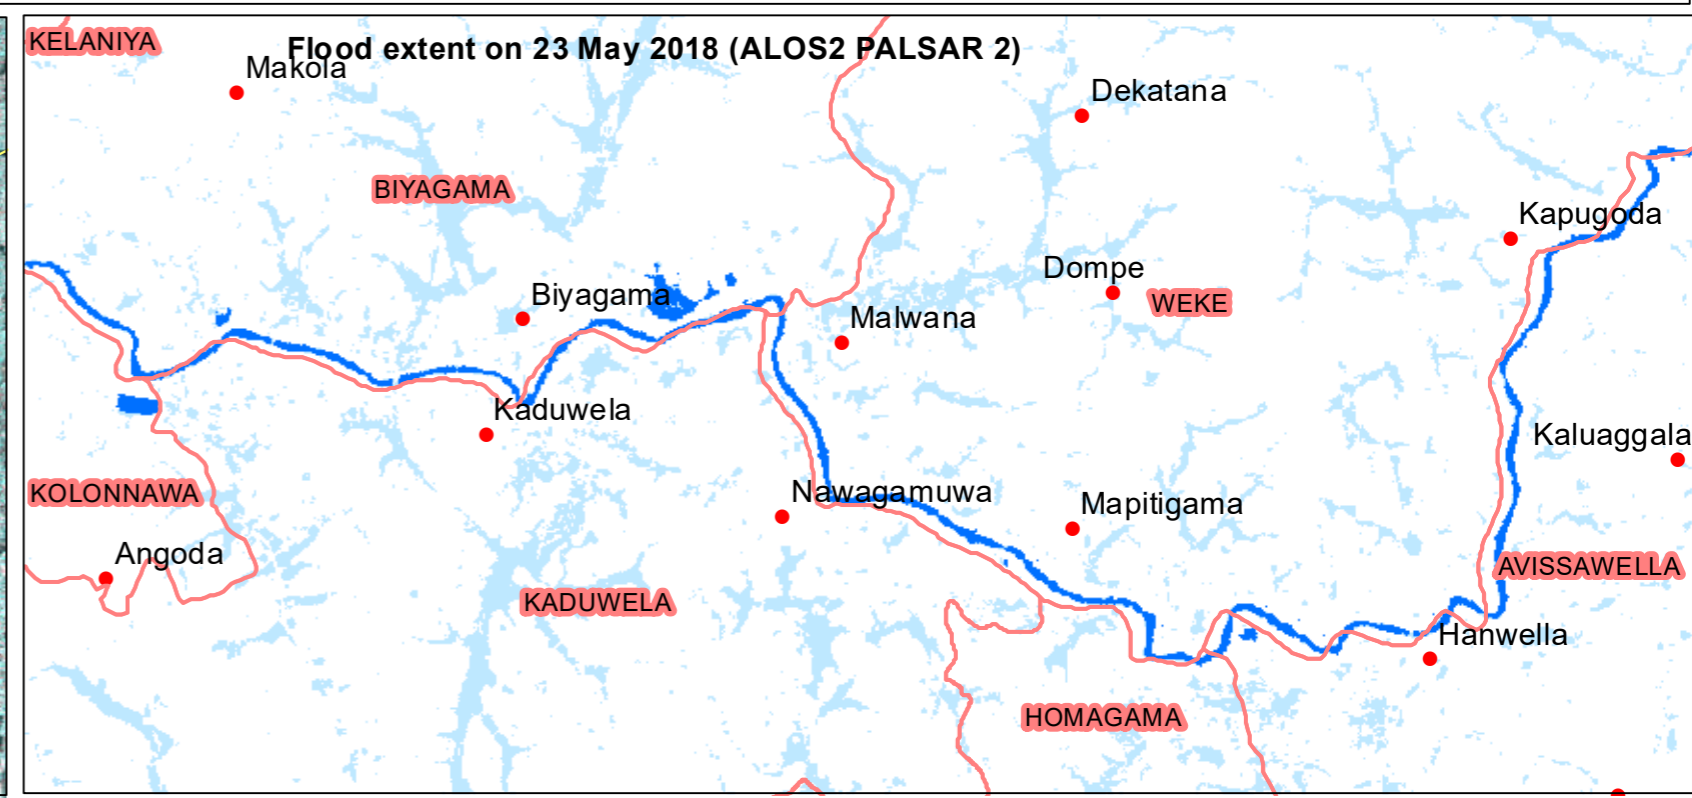 KELANIYA
Flood extent on 23 May 2018 (ALOS2 PALSAR 2)
Makola
Dekatana
BIYAGAMA
Kapugoda
Dompe
Biyagama
WEKE
Malwana
Kaduwela
Kaluaggala
KOLONNAWA
Nawagamuwa
Mapitigama
Angoda
AVISSAWELLA
KADUWELA
Hanwella
HOMAGAMA